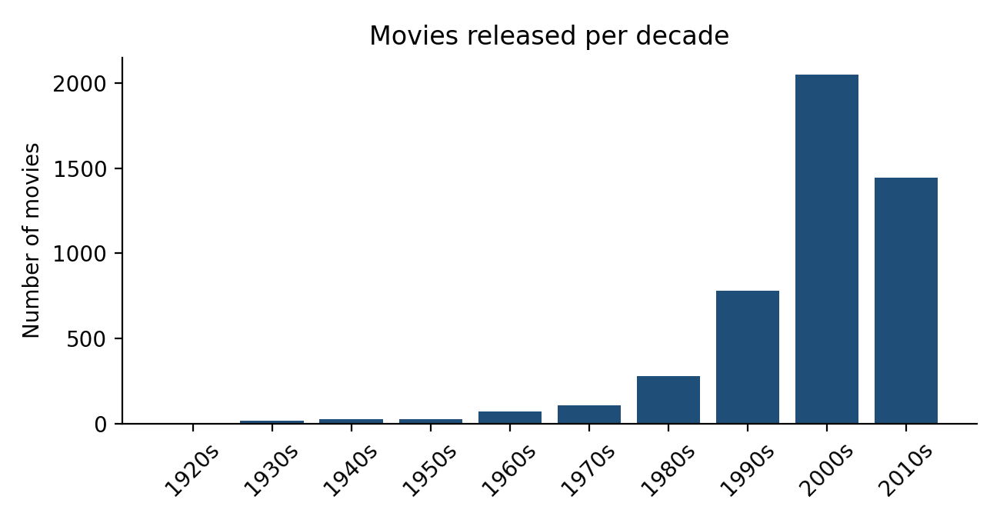 Movies released per decade
Number of movies
2000
1500
1000
500
0
1920s
1930s
1940s
1950s
1960s
1970s
1980s
1990s
2000s
2010s